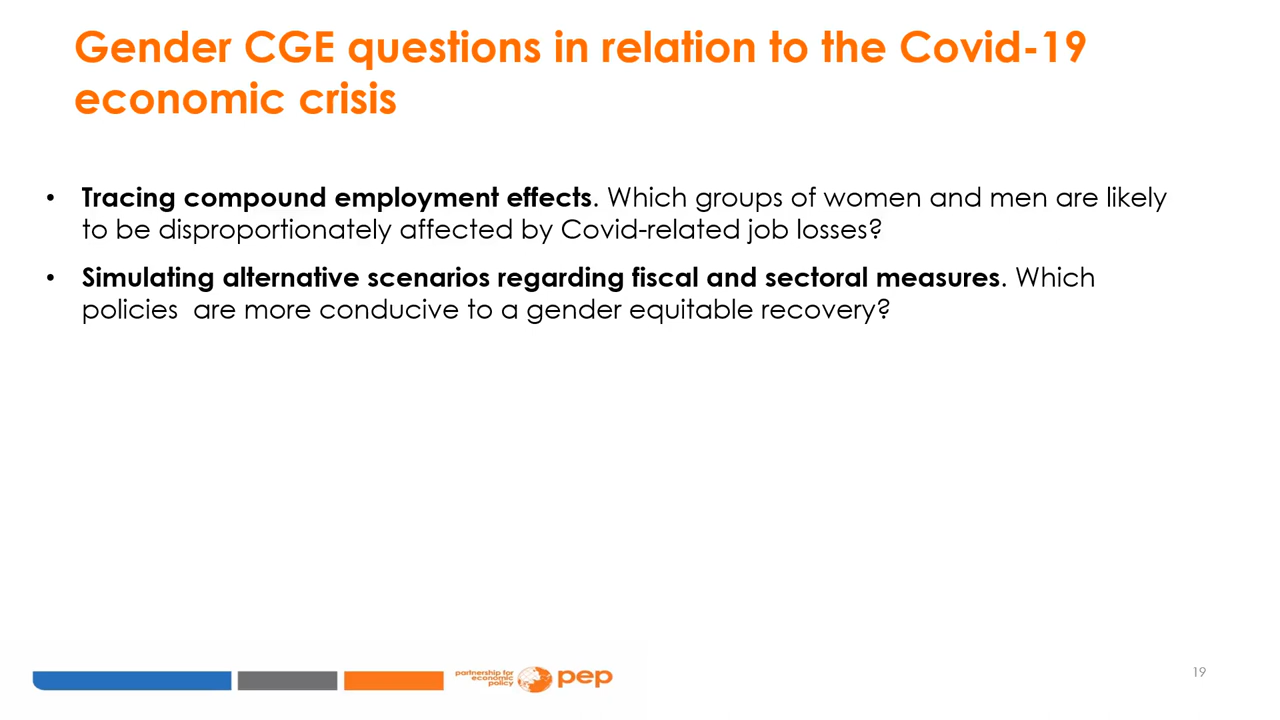 Gender CGE questions in relation to the Covid-19
economic crisis
• Tracing compound employment effects. Which groups of women and men are likely
to be disproportionately affected by Covid-related job losses?
• Simulating alternative scenarios regarding fiscal and sectoral measures. Which
policies  are more conducive to a gender equitable recovery?
partnership for
economic
policy
pep
19